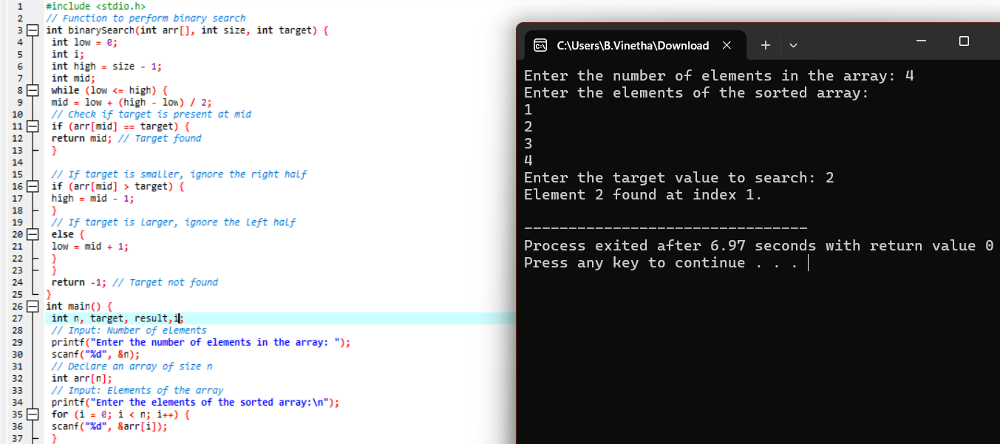 1 #include <stdio.h>
2 // Function to perform binary search
3 int binarySearch(int arr[], int size, int target) {
4 int low = 0;
5 int i;
6 int high = size - 1;
7 int mid;
8 while (low <= high) {
9 mid = low + (high - low) / 2;
10 // Check if target is present at mid
11 if (arr[mid] == target) {
12 return mid; // Target found
13 }
14
15 // If target is smaller, ignore the right half
16 if (arr[mid] > target) {
17 high = mid - 1;
18 }
19 // If target is larger, ignore the left half
20 else {
21 low = mid + 1;
22 }
23 }
24 return -1; // Target not found
25 }
26 int main() {
27 int n, target, result,i;
28 // Input: Number of elements
29 printf("Enter the number of elements in the array: ");
30 scanf("%d", &n);
31 // Declare an array of size n
32 int arr[n];
33 // Input: Elements of the array
34 printf("Enter the elements of the sorted array:\n");
35 for (i = 0; i < n; i++) {
36 scanf("%d", &arr[i]);
37 }
C:\Users\B.Vinetha\Download
Enter the number of elements in the array: 4
Enter the elements of the sorted array:
1
2
3
4
Enter the target value to search: 2
Element 2 found at index 1.
--------------------------------
Process exited after 6.97 seconds with return value 0
Press any key to continue . . .